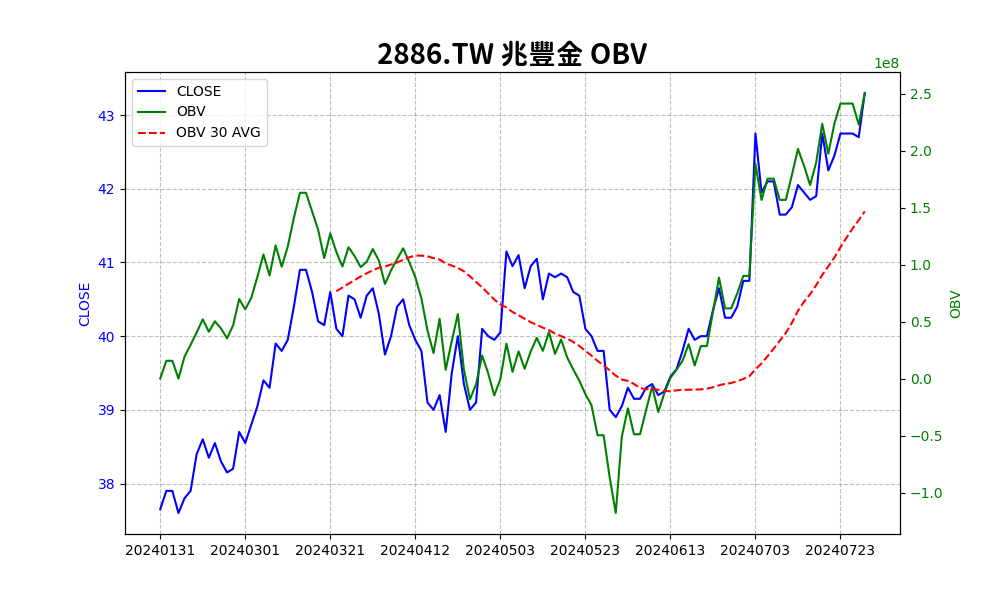 2886.TW 兆豐金 OBV
1e8
CLOSE
OBV
OBV 30 AVG
43
42
41
40
39
38
CLOSE
2.5
2.0
1.5
1.0
0.5
0.0
−0.5
−1.0
OBV
20240131 20240301 20240321 20240412 20240503 20240523 20240613 20240703 20240723